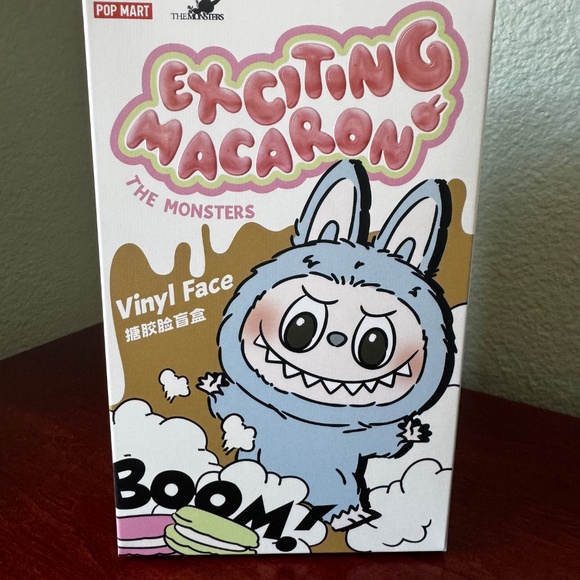 POP MART
THE MONSTERS
EXCITING
MACARON
THE MONSTERS
Vinyl Face
搪胶脸盲盒
BOOM!